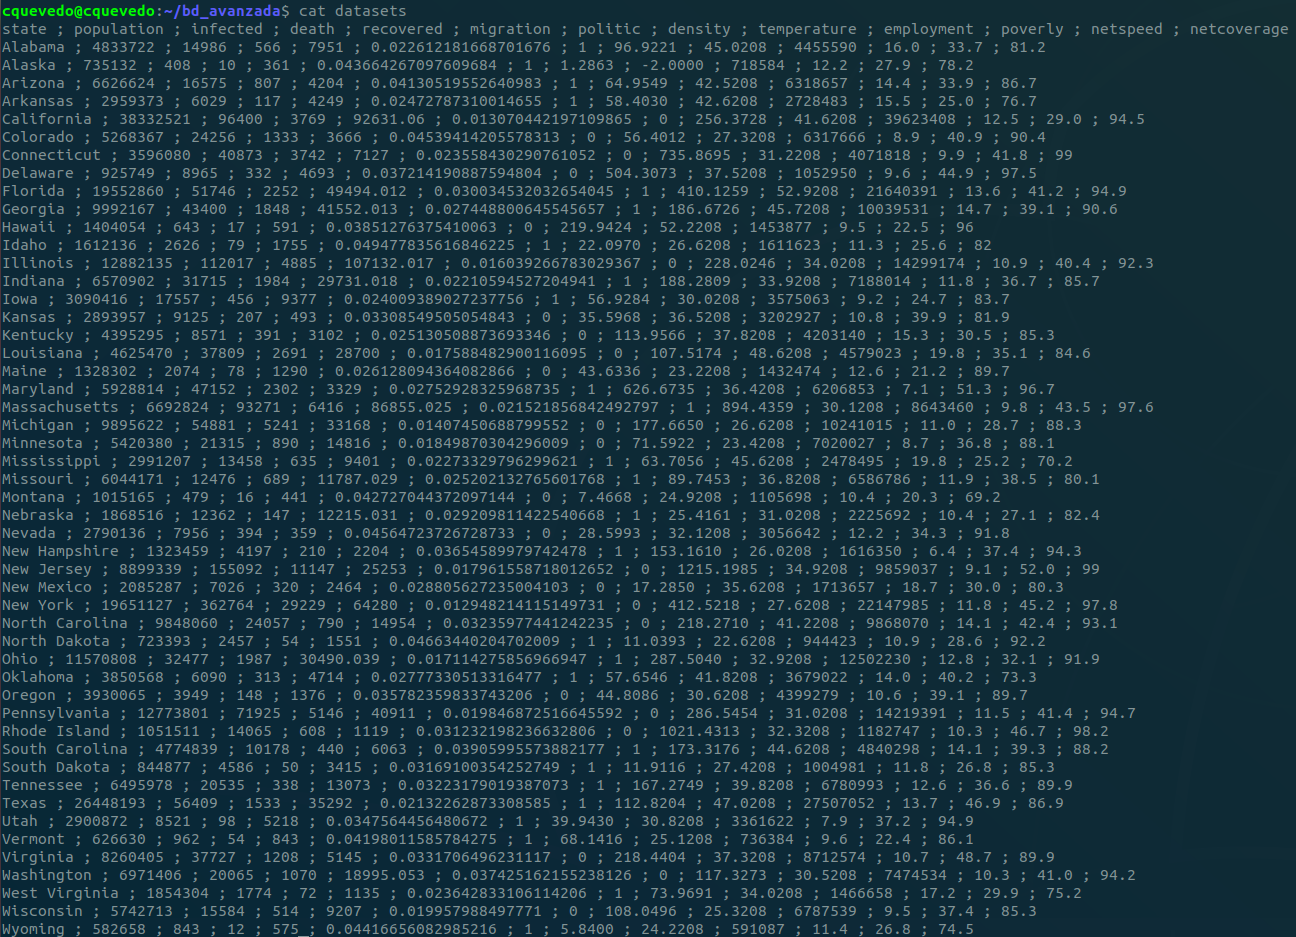 cquevedo@cquevedo:~/bd_avanzada$ cat datasets
state ; population ; infected ; death ; recovered ; migration ; politic ; density ; temperature ; employment ; poverly ; netspeed ; netcoverage
Alabama ; 4833722 ; 14986 ; 566 ; 7951 ; 0.022612181668701676 ; 1 ; 96.9221 ; 45.0208 ; 4455590 ; 16.0 ; 33.7 ; 81.2
Alaska ; 735132 ; 408 ; 10 ; 361 ; 0.043664267097609684 ; 1 ; 1.2863 ; -2.0000 ; 718584 ; 12.2 ; 27.9 ; 78.2
Arizona ; 6626624 ; 16575 ; 807 ; 4204 ; 0.04130519552640983 ; 1 ; 64.9549 ; 42.5208 ; 6318657 ; 14.4 ; 33.9 ; 86.7
Arkansas ; 2959373 ; 6029 ; 117 ; 4249 ; 0.02472787310014655 ; 1 ; 58.4030 ; 42.6208 ; 2728483 ; 15.5 ; 25.0 ; 76.7
California ; 38332521 ; 96400 ; 3769 ; 92631.06 ; 0.013070442197109865 ; 0 ; 256.3728 ; 41.6208 ; 39623408 ; 12.5 ; 29.0 ; 94.5
Colorado ; 5268367 ; 24256 ; 1333 ; 3666 ; 0.04539414205578313 ; 0 ; 56.4012 ; 27.3208 ; 6317666 ; 8.9 ; 40.9 ; 90.4
Connecticut ; 3596080 ; 40873 ; 3742 ; 7127 ; 0.023558430290761052 ; 0 ; 735.8695 ; 31.2208 ; 4071818 ; 9.9 ; 41.8 ; 99
Delaware ; 925749 ; 8965 ; 332 ; 4693 ; 0.037214190887594804 ; 0 ; 504.3073 ; 37.5208 ; 1052950 ; 9.6 ; 44.9 ; 97.5
Florida ; 19552860 ; 51746 ; 2252 ; 49494.012 ; 0.030034532032654045 ; 1 ; 410.1259 ; 52.9208 ; 21640391 ; 13.6 ; 41.2 ; 94.9
Georgia ; 9992167 ; 43400 ; 1848 ; 41552.013 ; 0.027448800645545657 ; 1 ; 186.6726 ; 45.7208 ; 10039531 ; 14.7 ; 39.1 ; 90.6
Hawaii ; 1404054 ; 643 ; 17 ; 591 ; 0.03851276375410063 ; 0 ; 219.9424 ; 52.2208 ; 1453877 ; 9.5 ; 22.5 ; 96
Idaho ; 1612136 ; 2626 ; 79 ; 1755 ; 0.049477835616846225 ; 1 ; 22.0970 ; 26.6208 ; 1611623 ; 11.3 ; 25.6 ; 82
Illinois ; 12882135 ; 112017 ; 4885 ; 107132.017 ; 0.016039266783029367 ; 0 ; 228.0246 ; 34.0208 ; 14299174 ; 10.9 ; 40.4 ; 92.3
Indiana ; 6570902 ; 31715 ; 1984 ; 29731.018 ; 0.02210594527204941 ; 1 ; 188.2809 ; 33.9208 ; 7188014 ; 11.8 ; 36.7 ; 85.7
Iowa ; 3090416 ; 17557 ; 456 ; 9377 ; 0.024009389027237756 ; 1 ; 56.9284 ; 30.0208 ; 3575063 ; 9.2 ; 24.7 ; 83.7
Kansas ; 2893957 ; 9125 ; 207 ; 493 ; 0.03308549505054843 ; 0 ; 35.5968 ; 36.5208 ; 3202927 ; 10.8 ; 39.9 ; 81.9
Kentucky ; 4395295 ; 8571 ; 391 ; 3102 ; 0.025130508873693346 ; 0 ; 113.9566 ; 37.8208 ; 4203140 ; 15.3 ; 30.5 ; 85.3
Louisiana ; 4625470 ; 37809 ; 2691 ; 28700 ; 0.017588482900116095 ; 0 ; 107.5174 ; 48.6208 ; 4579023 ; 19.8 ; 35.1 ; 84.6
Maine ; 1328302 ; 2074 ; 78 ; 1290 ; 0.026128094364082866 ; 0 ; 43.6336 ; 23.2208 ; 1432474 ; 12.6 ; 21.2 ; 89.7
Maryland ; 5928814 ; 47152 ; 2302 ; 3329 ; 0.02752928325968735 ; 1 ; 626.6735 ; 36.4208 ; 6206853 ; 7.1 ; 51.3 ; 96.7
Massachusetts ; 6692824 ; 93271 ; 6416 ; 86855.025 ; 0.021521856842492797 ; 1 ; 894.4359 ; 30.1208 ; 8643460 ; 9.8 ; 43.5 ; 97.6
Michigan ; 9895622 ; 54881 ; 5241 ; 33168 ; 0.01407450688799552 ; 0 ; 177.6650 ; 26.6208 ; 10241015 ; 11.0 ; 28.7 ; 88.3
Minnesota ; 5420380 ; 21315 ; 890 ; 14816 ; 0.01849870304296009 ; 0 ; 71.5922 ; 23.4208 ; 7020027 ; 8.7 ; 36.8 ; 88.1
Mississippi ; 2991207 ; 13458 ; 635 ; 9401 ; 0.02273329796299621 ; 1 ; 63.7056 ; 45.6208 ; 2478495 ; 19.8 ; 25.2 ; 70.2
Missouri ; 6044171 ; 12476 ; 689 ; 11787.029 ; 0.025202132765601768 ; 1 ; 89.7453 ; 36.8208 ; 6586786 ; 11.9 ; 38.5 ; 80.1
Montana ; 1015165 ; 479 ; 16 ; 441 ; 0.042727044372097144 ; 0 ; 7.4668 ; 24.9208 ; 1105698 ; 10.4 ; 20.3 ; 69.2
Nebraska ; 1868516 ; 12362 ; 147 ; 12215.031 ; 0.029209811422540668 ; 1 ; 25.4161 ; 31.0208 ; 2225692 ; 10.4 ; 27.1 ; 82.4
Nevada ; 2790136 ; 7956 ; 394 ; 359 ; 0.04564723726728733 ; 0 ; 28.5993 ; 32.1208 ; 3056642 ; 12.2 ; 34.3 ; 91.8
New Hampshire ; 1323459 ; 4197 ; 210 ; 2204 ; 0.03654589979742478 ; 1 ; 153.1610 ; 26.0208 ; 1616350 ; 6.4 ; 37.4 ; 94.3
New Jersey ; 8899339 ; 155092 ; 11147 ; 25253 ; 0.017961558718012652 ; 0 ; 1215.1985 ; 34.9208 ; 9859037 ; 9.1 ; 52.0 ; 99
New Mexico ; 2085287 ; 7026 ; 320 ; 2464 ; 0.028805627235004103 ; 0 ; 17.2850 ; 35.6208 ; 1713657 ; 18.7 ; 30.0 ; 80.3
New York ; 19651127 ; 362764 ; 29229 ; 64280 ; 0.012948214115149731 ; 0 ; 412.5218 ; 27.6208 ; 22147985 ; 11.8 ; 45.2 ; 97.8
North Carolina ; 9848060 ; 24057 ; 790 ; 14954 ; 0.03235977441242235 ; 0 ; 218.2710 ; 41.2208 ; 9868070 ; 14.1 ; 42.4 ; 93.1
North Dakota ; 723393 ; 2457 ; 54 ; 1551 ; 0.04663440204702009 ; 1 ; 11.0393 ; 22.6208 ; 944423 ; 10.9 ; 28.6 ; 92.2
Ohio ; 11570808 ; 32477 ; 1987 ; 30490.039 ; 0.017114275856966947 ; 1 ; 287.5040 ; 32.9208 ; 12502230 ; 12.8 ; 32.1 ; 91.9
Oklahoma ; 3850568 ; 6090 ; 313 ; 4714 ; 0.02777330513316477 ; 1 ; 57.6546 ; 41.8208 ; 3679022 ; 14.0 ; 40.2 ; 73.3
Oregon ; 3930065 ; 3949 ; 148 ; 1376 ; 0.035782359833743206 ; 0 ; 44.8086 ; 30.6208 ; 4399279 ; 10.6 ; 39.1 ; 89.7
Pennsylvania ; 12773801 ; 71925 ; 5146 ; 40911 ; 0.019846872516645592 ; 0 ; 286.5454 ; 31.0208 ; 14219391 ; 11.5 ; 41.4 ; 94.7
Rhode Island ; 1051511 ; 14065 ; 608 ; 1119 ; 0.031232198236632806 ; 0 ; 1021.4313 ; 32.3208 ; 1182747 ; 10.3 ; 46.7 ; 98.2
South Carolina ; 4774839 ; 10178 ; 440 ; 6063 ; 0.03905995573882177 ; 1 ; 173.3176 ; 44.6208 ; 4840298 ; 14.1 ; 39.3 ; 88.2
South Dakota ; 844877 ; 4586 ; 50 ; 3415 ; 0.03169100354252749 ; 1 ; 11.9116 ; 27.4208 ; 1004981 ; 11.8 ; 26.8 ; 85.3
Tennessee ; 6495978 ; 20535 ; 338 ; 13073 ; 0.03223179019387073 ; 1 ; 167.2749 ; 39.8208 ; 6780993 ; 12.6 ; 36.6 ; 89.9
Texas ; 26448193 ; 56409 ; 1533 ; 35292 ; 0.02132262873308585 ; 1 ; 112.8204 ; 47.0208 ; 27507052 ; 13.7 ; 46.9 ; 86.9
Utah ; 2900872 ; 8521 ; 98 ; 5218 ; 0.0347564456480672 ; 1 ; 39.9430 ; 30.8208 ; 3361622 ; 7.9 ; 37.2 ; 94.9
Vermont ; 626630 ; 962 ; 54 ; 843 ; 0.04198011585784275 ; 1 ; 68.1416 ; 25.1208 ; 736384 ; 9.6 ; 22.4 ; 86.1
Virginia ; 8260405 ; 37727 ; 1208 ; 5145 ; 0.0331706496231117 ; 0 ; 218.4404 ; 37.3208 ; 8712574 ; 10.7 ; 48.7 ; 89.9
Washington ; 6971406 ; 20065 ; 1070 ; 18995.053 ; 0.037425162155238126 ; 0 ; 117.3273 ; 30.5208 ; 7474534 ; 10.3 ; 41.0 ; 94.2
West Virginia ; 1854304 ; 1774 ; 72 ; 1135 ; 0.023642833106114206 ; 1 ; 73.9691 ; 34.0208 ; 1466658 ; 17.2 ; 29.9 ; 75.2
Wisconsin ; 5742713 ; 15584 ; 514 ; 9207 ; 0.019957988497771 ; 0 ; 108.0496 ; 25.3208 ; 6787539 ; 9.5 ; 37.4 ; 85.3
Wyoming ; 582658 ; 843 ; 12 ; 575_; 0.04416656082985216 ; 1 ; 5.8400 ; 24.2208 ; 591087 ; 11.4 ; 26.8 ; 74.5